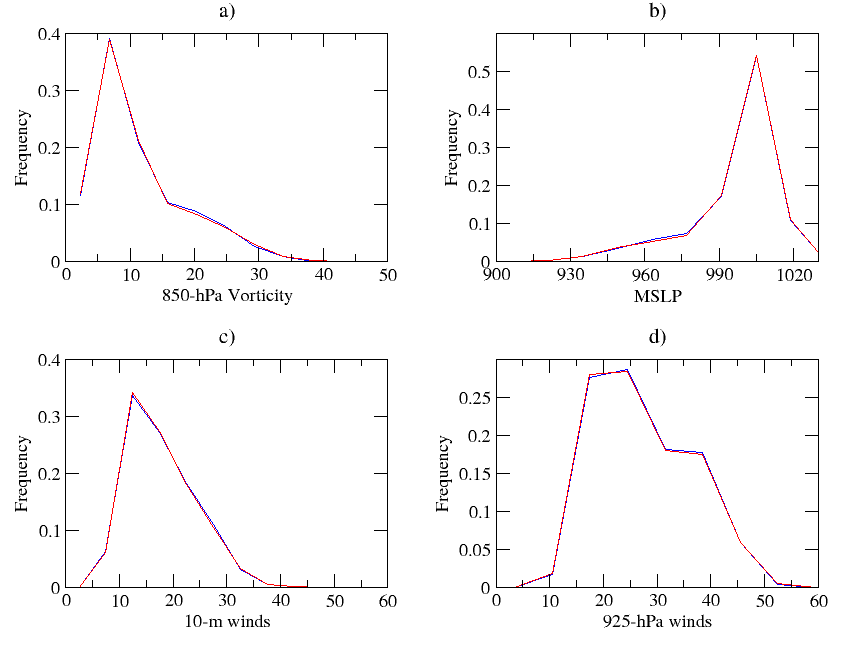 a)
0.4
0.3
0.2
0.1
0
Frequency
0 10 20 30 40 50
850-hPa Vorticity
b)
0.5
0.4
0.3
0.2
0.1
0
Frequency
900 930 960 990 1020
MSLP
c)
0.4
0.3
0.2
0.1
0
Frequency
0 10 20 30 40 50 60
10-m winds
d)
0.25
0.2
0.15
0.1
0.05
0
Frequency
0 10 20 30 40 50 60
925-hPa winds